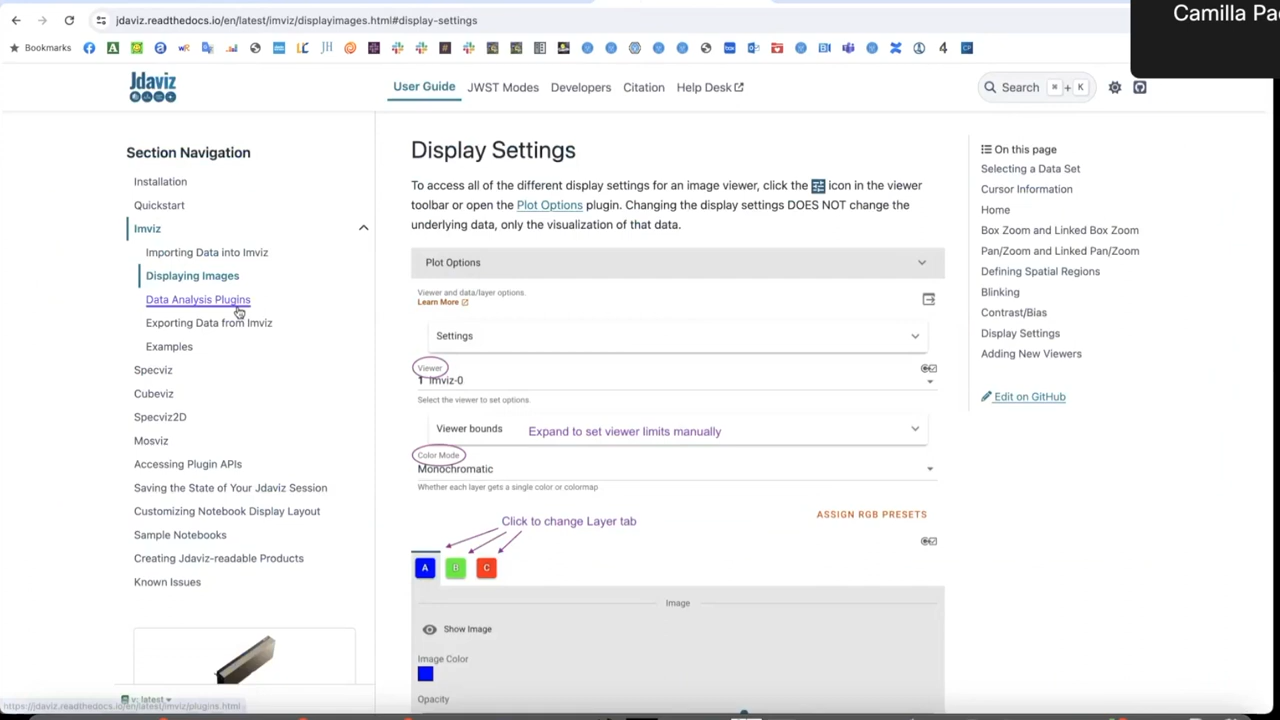 jdaviz.readthedocs.io/en/latest/imviz/displayimages.html#display-settings
Camilla Pa
Bookmarks
Jdaviz
User Guide
JWST Modes
Developers
Citation
Help Desk
Search
⌘ + K
Section Navigation
Installation
Quickstart
Imviz
Importing Data into Imviz
Displaying Images
Data Analysis Plugins
Exporting Data from Imviz
Examples
Specviz
Cubeviz
Specviz2D
Mosviz
Accessing Plugin APIs
Saving the State of Your Jdaviz Session
Customizing Notebook Display Layout
Sample Notebooks
Creating Jdaviz-readable Products
Known Issues
v: latest
https://jdaviz.readthedocs.io/en/latest/imviz/plugins.html
Display Settings
To access all of the different display settings for an image viewer, click the icon in the viewer
toolbar or open the Plot Options plugin. Changing the display settings DOES NOT change the
underlying data, only the visualization of that data.
Plot Options
Viewer and data/layer options.
Learn More
Settings
Viewer
1 Imviz-0
Select the viewer to set options
Viewer bounds
Expand to set viewer limits manually
Color Mode
Monochromatic
Whether each layer gets a single color or colormap
ASSIGN RGB PRESETS
Click to change Layer tab
A B C
Image
Show Image
Image Color
Opacity
On this page
Selecting a Data Set
Cursor Information
Home
Box Zoom and Linked Box Zoom
Pan/Zoom and Linked Pan/Zoom
Defining Spatial Regions
Blinking
Contrast/Bias
Display Settings
Adding New Viewers
Edit on GitHub